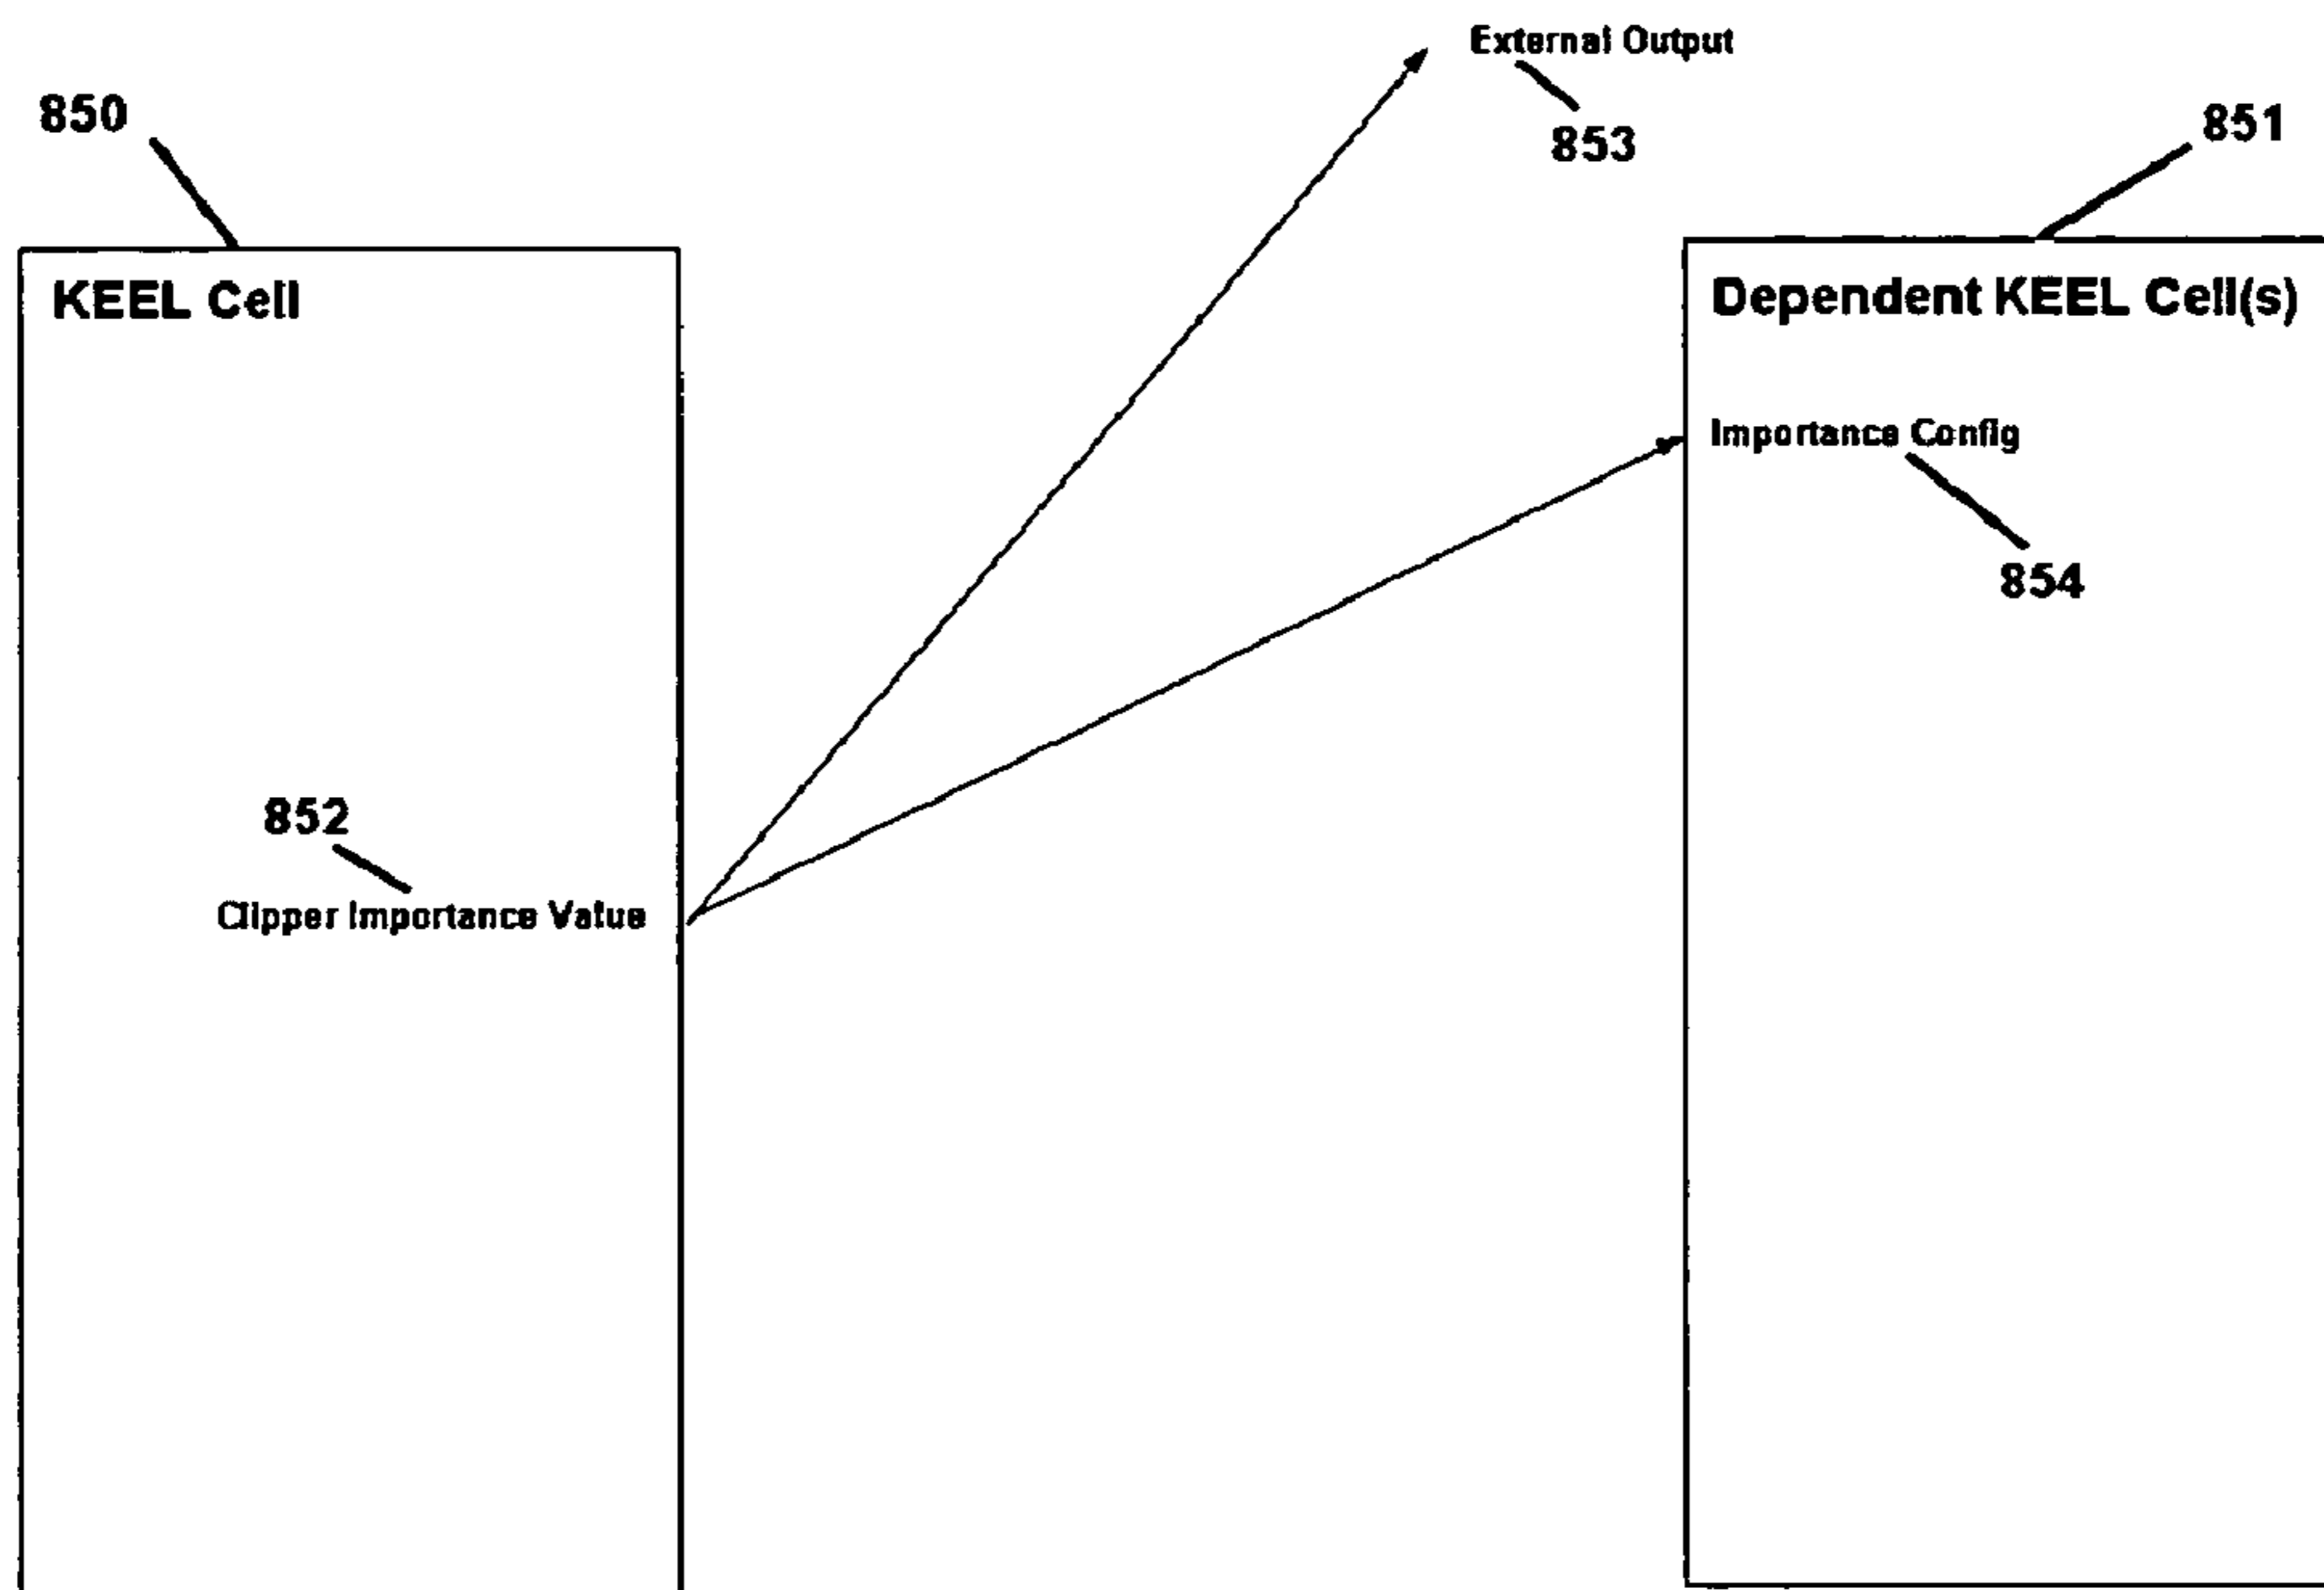 External Output
850
853
851
KEEL Cell
Dependent KEEL Cell(s)
Importance Config
854
852
Clipper Importance Value